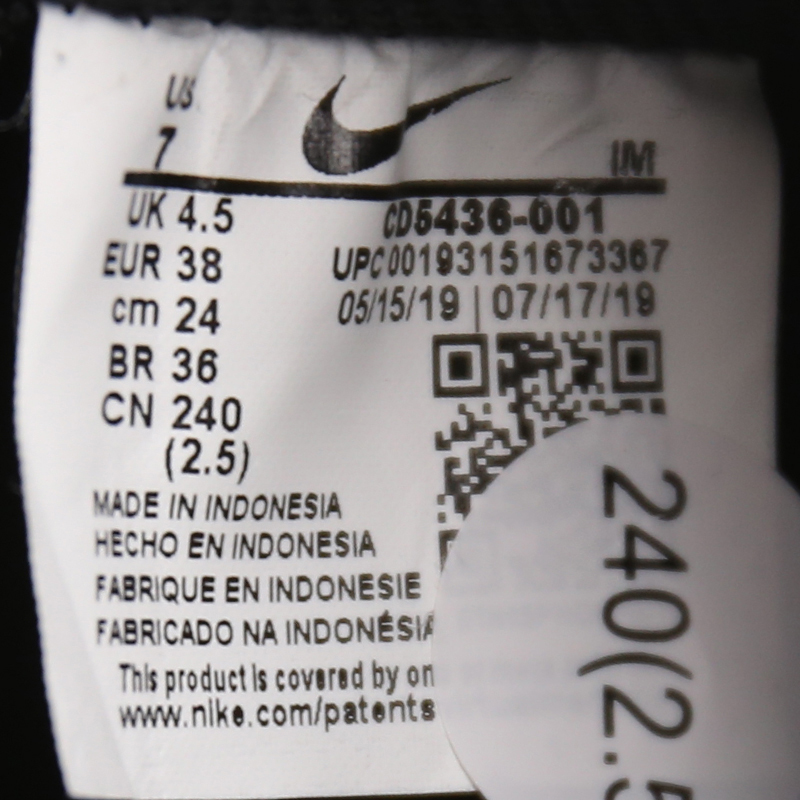 US
7
IM
UK 4.5
CD5436-001
EUR 38
UPC00193151673367
cm 24
05/15/19 | 07/17/19
BR 36
CN 240
(2.5)
MADE IN INDONESIA
HECHO EN INDONESIA
FABRIQUE EN INDONESIE
FABRICADO NA INDONÉSIA
This product is covered by on
www.nike.com/patents
240(2.5